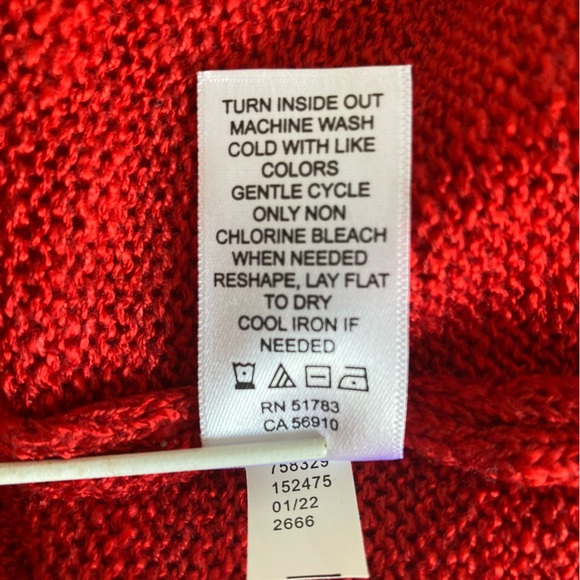 TURN INSIDE OUT
MACHINE WASH
COLD WITH LIKE
COLORS
GENTLE CYCLE
ONLY NON
CHLORINE BLEACH
WHEN NEEDED
RESHAPE, LAY FLAT
TO DRY
COOL IRON IF
NEEDED
RN 51783
CA 56910
758329
152475
01/22
2666